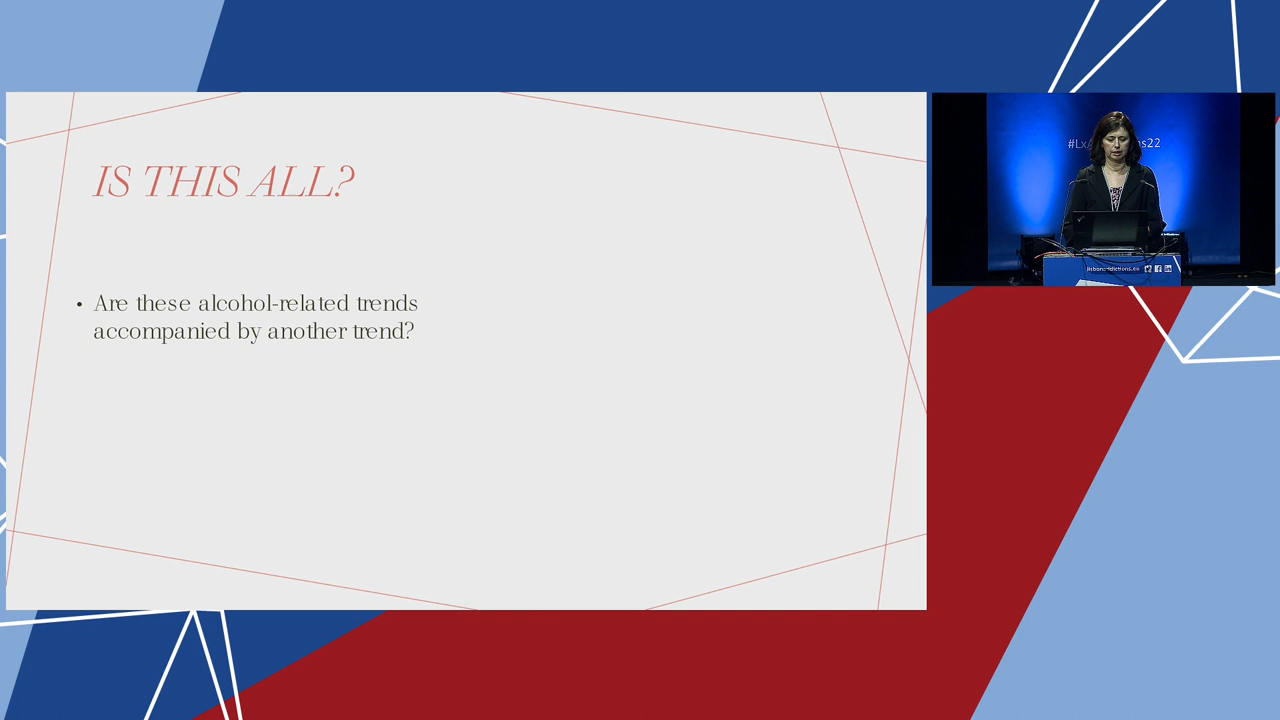 IS THIS ALL?
• Are these alcohol-related trends
accompanied by another trend?